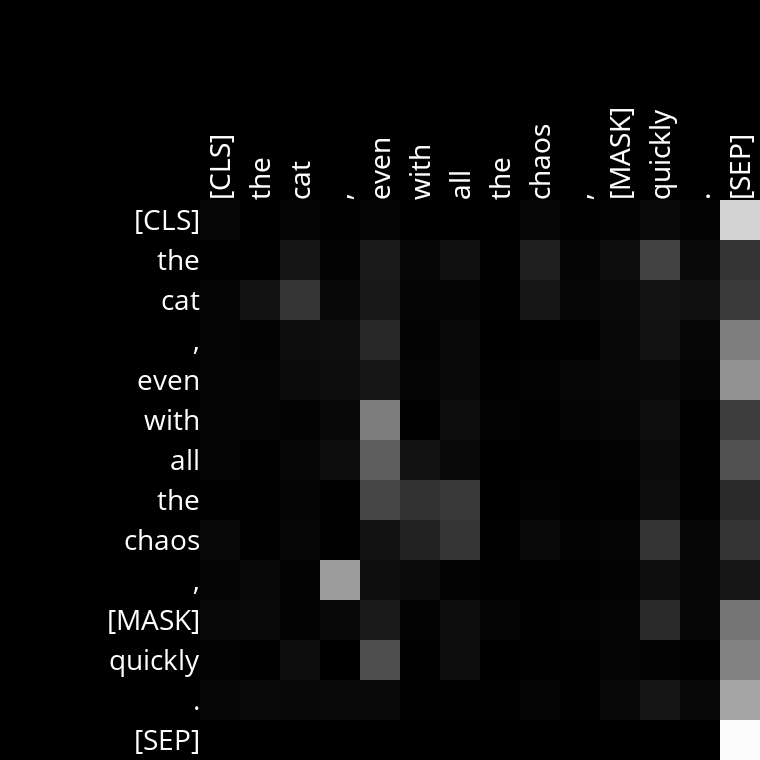 [CLS] the cat , even with all the chaos , [MASK] quickly . [SEP]
[CLS]
the
cat
,
even
with
all
the
chaos
,
[MASK]
quickly
.
[SEP]